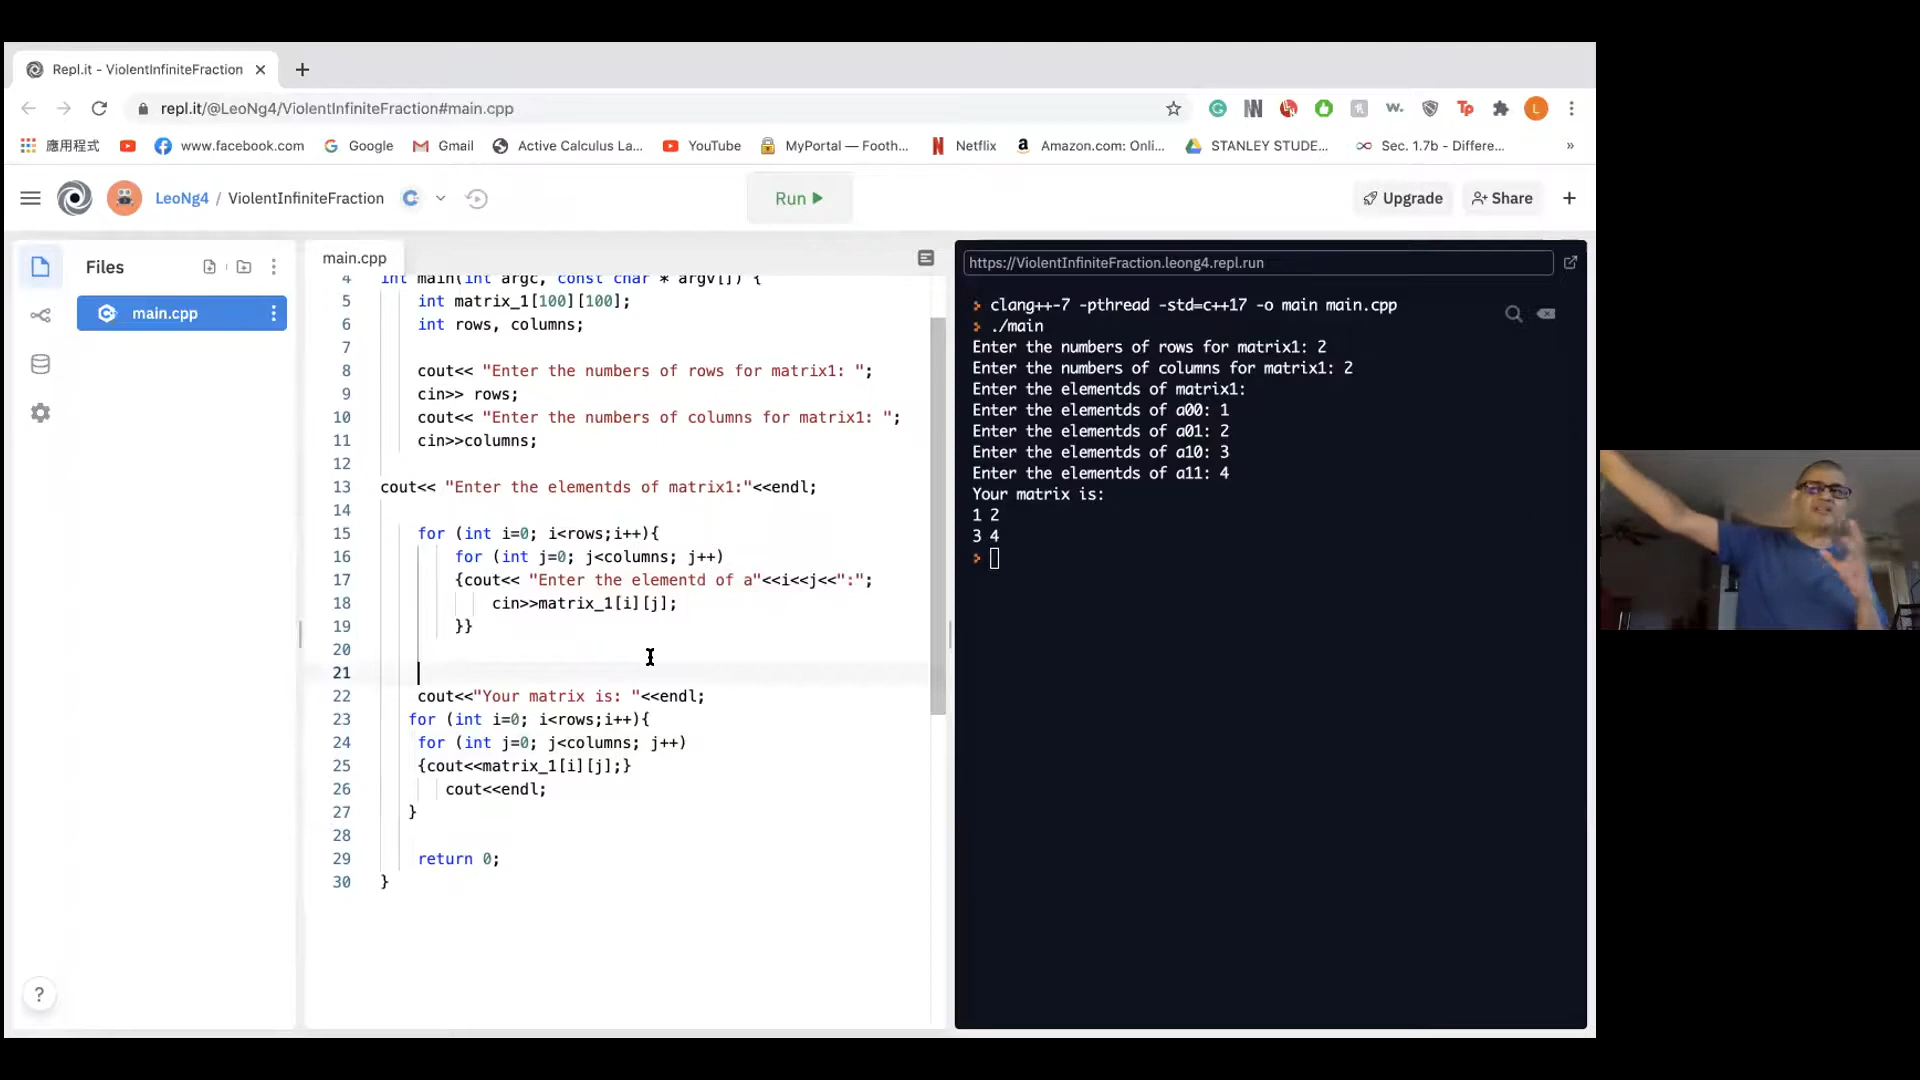 Repl.it - ViolentInfiniteFraction
repl.it/@LeoNg4/ViolentInfiniteFraction#main.cpp
應用程式 www.facebook.com Google Gmail Active Calculus La... YouTube MyPortal — Footh... Netflix Amazon.com: Onli... STANLEY STUDE... Sec. 1.7b - Differe... »
LeoNg4 / ViolentInfiniteFraction Run Upgrade Share
Files
main.cpp
main.cpp
4 int main(int argc, const char * argv[]) {
5 int matrix_1[100][100];
6 int rows, columns;
7
8 cout<< "Enter the numbers of rows for matrix1: ";
9 cin>> rows;
10 cout<< "Enter the numbers of columns for matrix1: ";
11 cin>>columns;
12
13 cout<< "Enter the elementds of matrix1:"<<endl;
14
15 for (int i=0; i<rows;i++){
16 for (int j=0; j<columns; j++)
17 {cout<< "Enter the elementd of a"<<i<<j<<":";
18 cin>>matrix_1[i][j];
19 }}
20
21
22 cout<<"Your matrix is: "<<endl;
23 for (int i=0; i<rows;i++){
24 for (int j=0; j<columns; j++)
25 {cout<<matrix_1[i][j];}
26 cout<<endl;
27 }
28
29 return 0;
30 }
?
https://ViolentInfiniteFraction.leong4.repl.run
clang++-7 -pthread -std=c++17 -o main main.cpp
./main
Enter the numbers of rows for matrix1: 2
Enter the numbers of columns for matrix1: 2
Enter the elementds of matrix1:
Enter the elementds of a00: 1
Enter the elementds of a01: 2
Enter the elementds of a10: 3
Enter the elementds of a11: 4
Your matrix is:
1 2
3 4